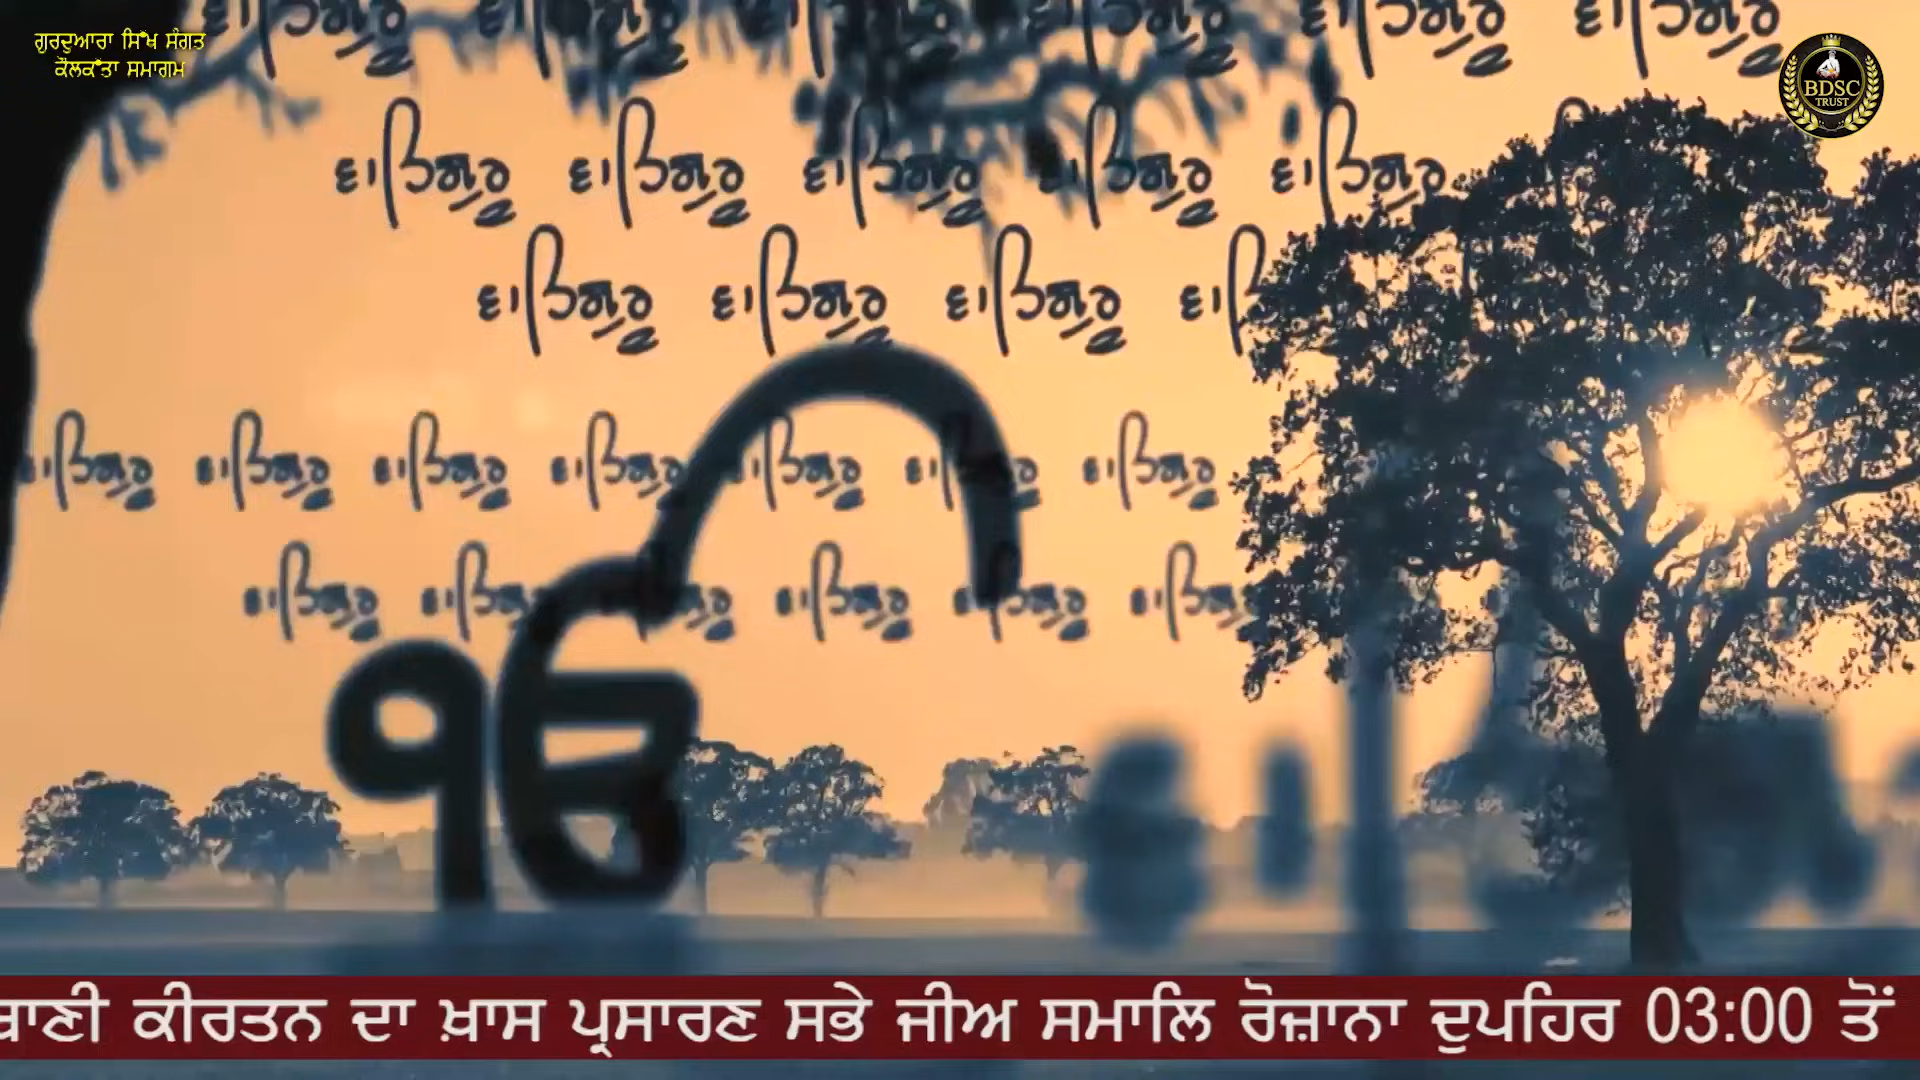 ਗੁਰਦੁਆਰਾ ਸਿੱਖ ਸੰਗਤ
ਕੌਲਕੱਤਾ ਸਮਾਗਮ
BDSC
TRUST
ਵਾਹਿਗੁਰੂ ਵਾਹਿਗੁਰੂ ਵਾਹਿਗੁਰੂ ਵਾਹਿਗੁਰੂ ਵਾਹਿਗੁਰੂ ਵਾਹਿਗੁਰੂ
ਵਾਹਿਗੁਰੂ ਵਾਹਿਗੁਰੂ ਵਾਹਿਗੁਰੂ ਵਾਹਿਗੁਰੂ ਵਾਹਿਗੁਰੂ
ਵਾਹਿਗੁਰੂ ਵਾਹਿਗੁਰੂ ਵਾਹਿਗੁਰੂ
ਵਾਹਿਗੁਰੂ ਵਾਹਿਗੁਰੂ ਵਾਹਿਗੁਰੂ ਵਾਹਿਗੁਰੂ ਵਾਹਿਗੁਰੂ ਵਾਹਿਗੁਰੂ ਵਾਹਿਗੁਰੂ
ਵਾਹਿਗੁਰੂ ਵਾਹਿਗੁਰੂ ਵਾਹਿਗੁਰੂ ਵਾਹਿਗੁਰੂ ਵਾਹਿਗੁਰੂ
ੴ
ਬਾਣੀ ਕੀਰਤਨ ਦਾ ਖ਼ਾਸ ਪ੍ਰਸਾਰਣ ਸਭੇ ਜੀਅ ਸਮਾਲਿ ਰੋਜ਼ਾਨਾ ਦੁਪਹਿਰ 03:00 ਤੋਂ